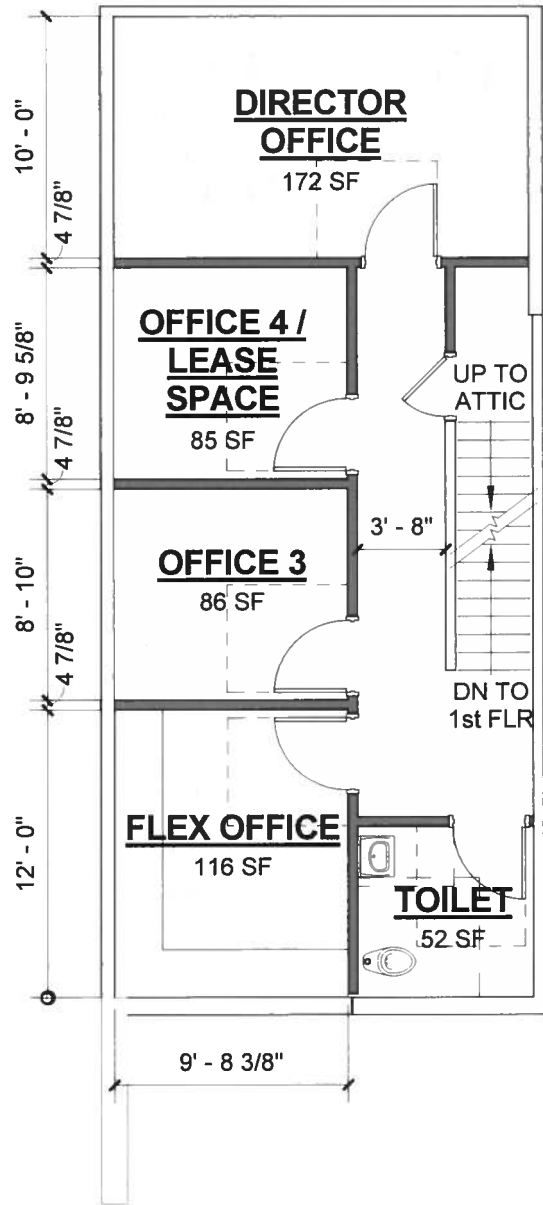 DIRECTOR
OFFICE
172 SF
10' - 0"
4 7/8"
OFFICE 4 /
LEASE
SPACE
85 SF
8' - 9 5/8"
UP TO
ATTIC
4 7/8"
3' - 8"
OFFICE 3
86 SF
8' - 10"
4 7/8"
DN TO
1st FLR
FLEX OFFICE
116 SF
12' - 0"
TOILET
52 SF
9' - 8 3/8"